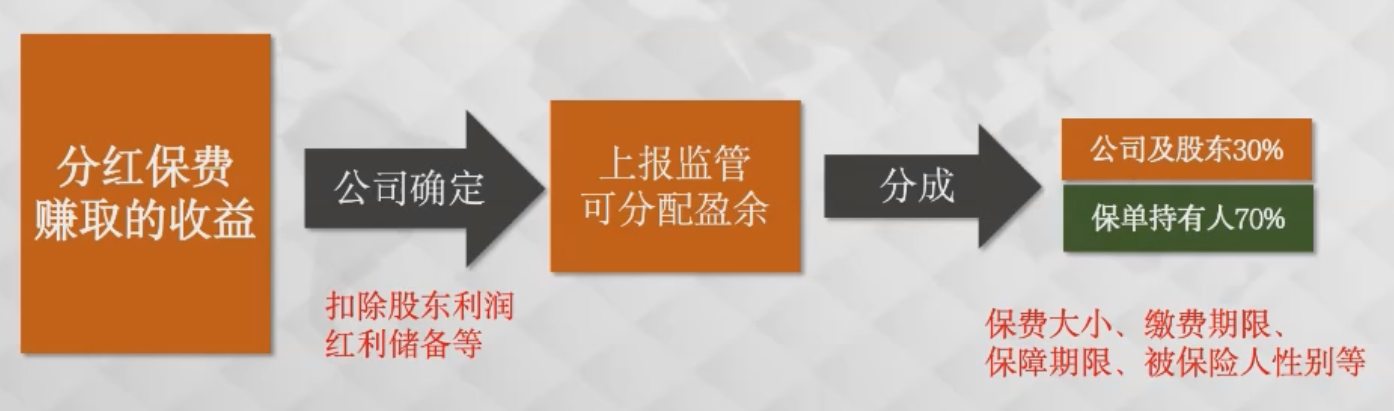 分红保费
赚取的收益
公司确定
扣除股东利润
红利储备等
上报监管
可分配盈余
分成
公司及股东30%
保单持有人70%
保费大小、缴费期限、
保障期限、被保险人性别等